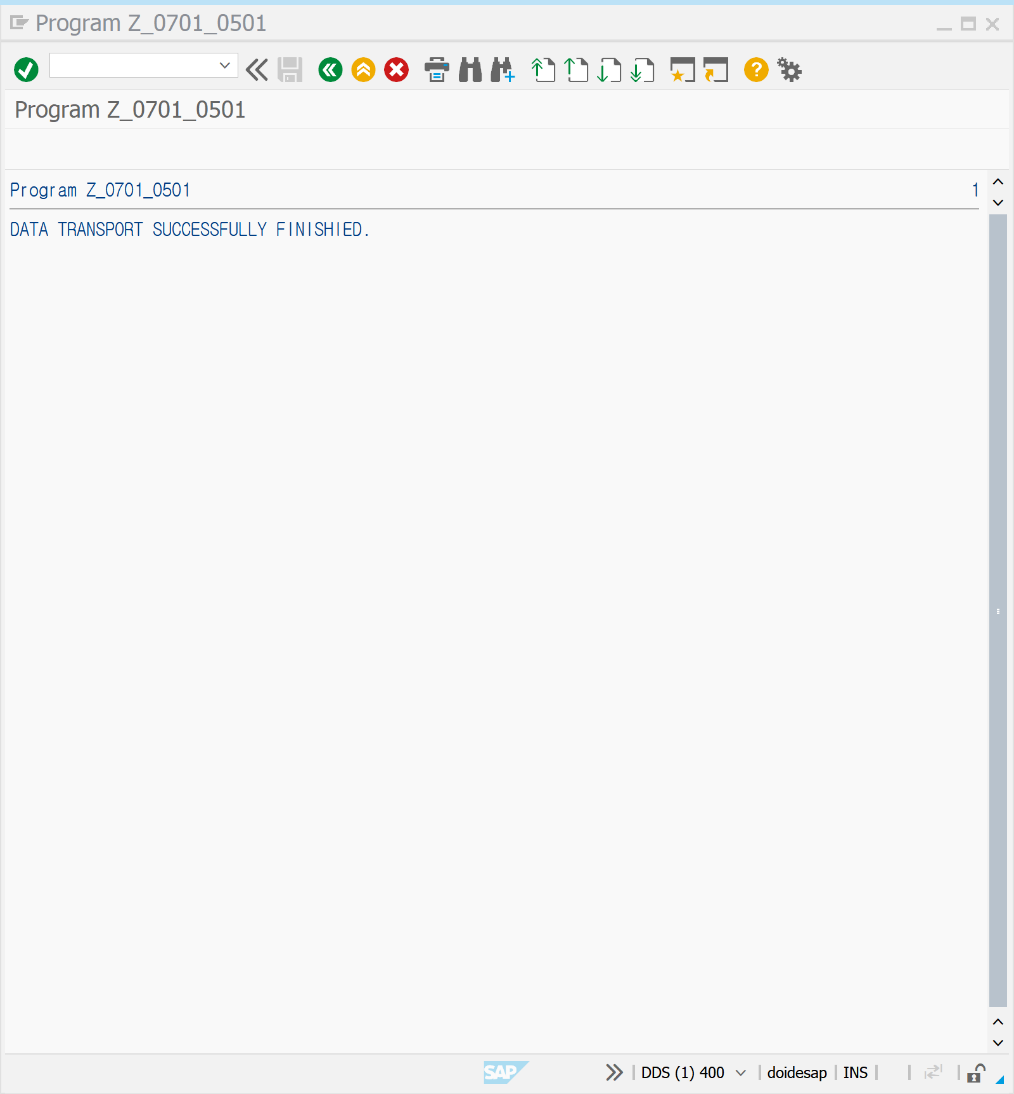 Program Z_0701_0501
Program Z_0701_0501
Program Z_0701_0501 1
DATA TRANSPORT SUCCESSFULLY FINISHIED.
SAP DDS (1) 400 doidesap INS